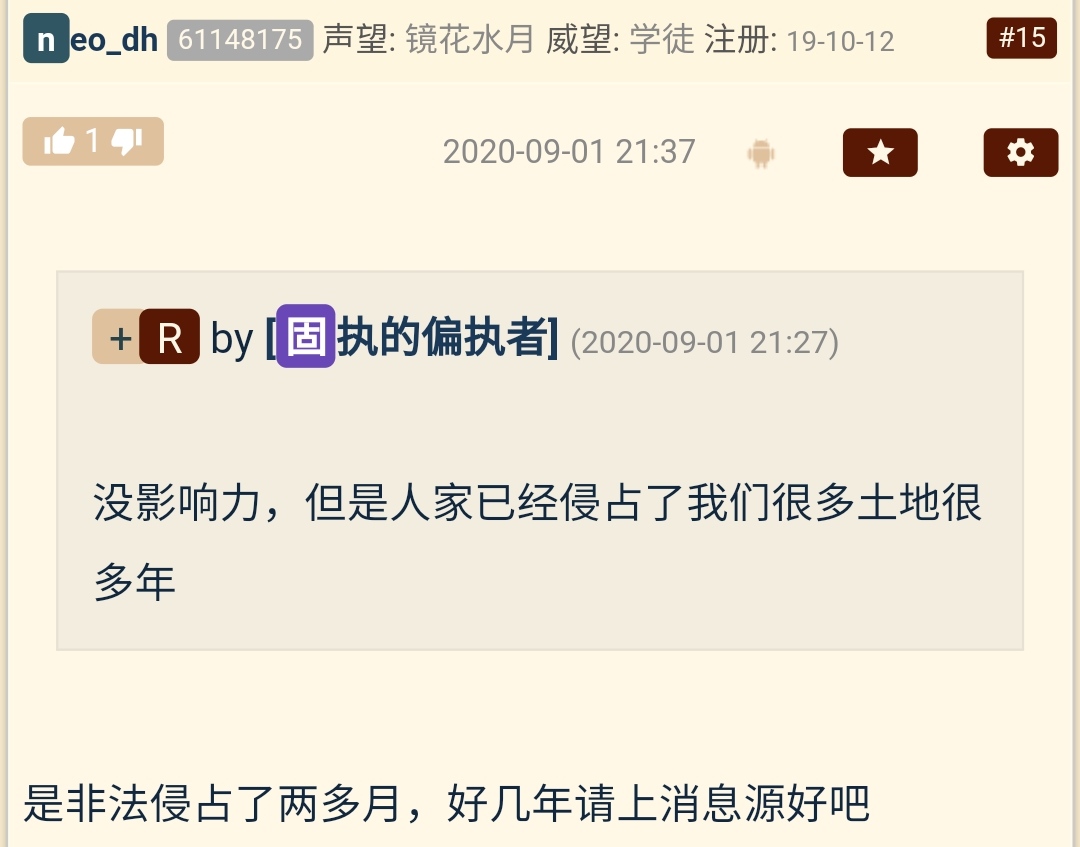 neo_dh 61148175 声望: 镜花水月 威望: 学徒 注册: 19-10-12 #15
1 2020-09-01 21:37
+ R by [固执的偏执者] (2020-09-01 21:27)
没影响力，但是人家已经侵占了我们很多土地很
多年
是非法侵占了两多月，好几年请上消息源好吧